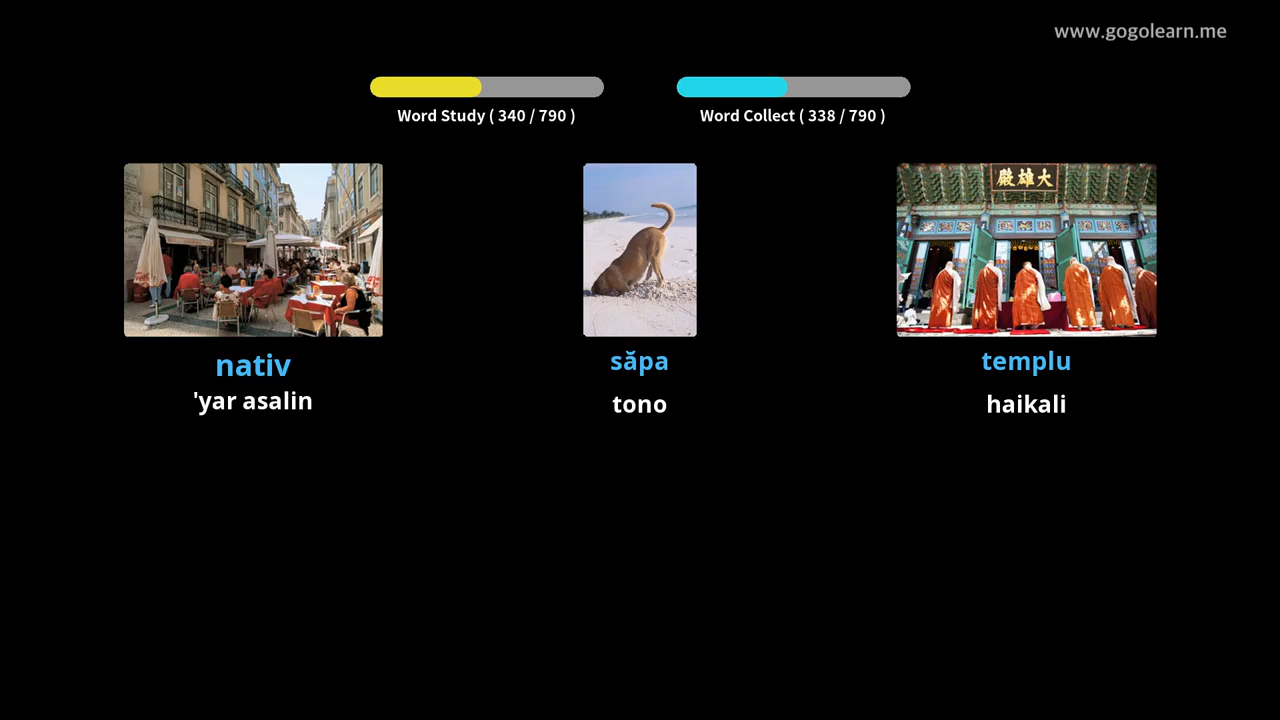 www.gogolearn.me
Word Study ( 340 / 790 )
Word Collect ( 338 / 790 )
大雄殿
nativ
'yar asalin
săpa
tono
templu
haikali